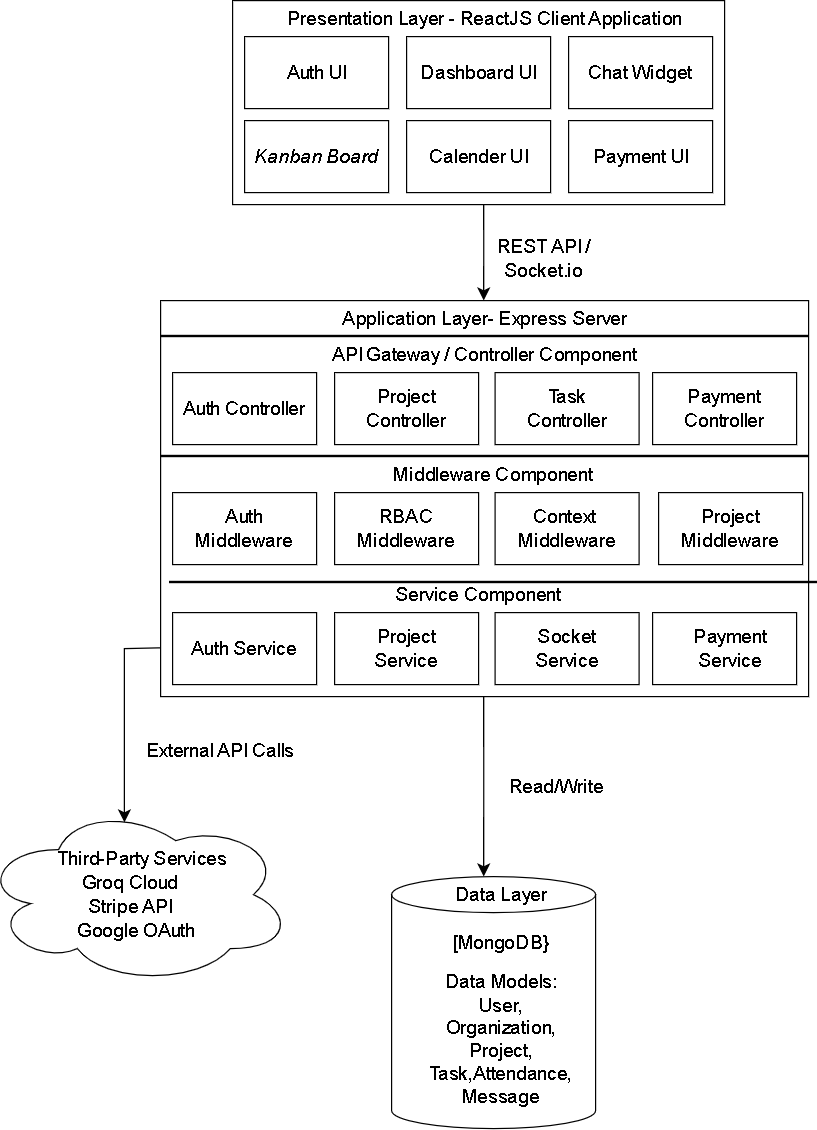 Presentation Layer - ReactJS Client Application
Auth UI
Dashboard UI
Chat Widget
Kanban Board
Calender UI
Payment UI
REST API /
Socket.io
Application Layer- Express Server
API Gateway / Controller Component
Auth Controller
Project
Controller
Task
Controller
Payment
Controller
Middleware Component
Auth
Middleware
RBAC
Middleware
Context
Middleware
Project
Middleware
Service Component
Auth Service
Project
Service
Socket
Service
Payment
Service
External API Calls
Read/Write
Third-Party Services
Groq Cloud
Stripe API
Google OAuth
Data Layer
[MongoDB}
Data Models:
User,
Organization,
Project,
Task,Attendance,
Message